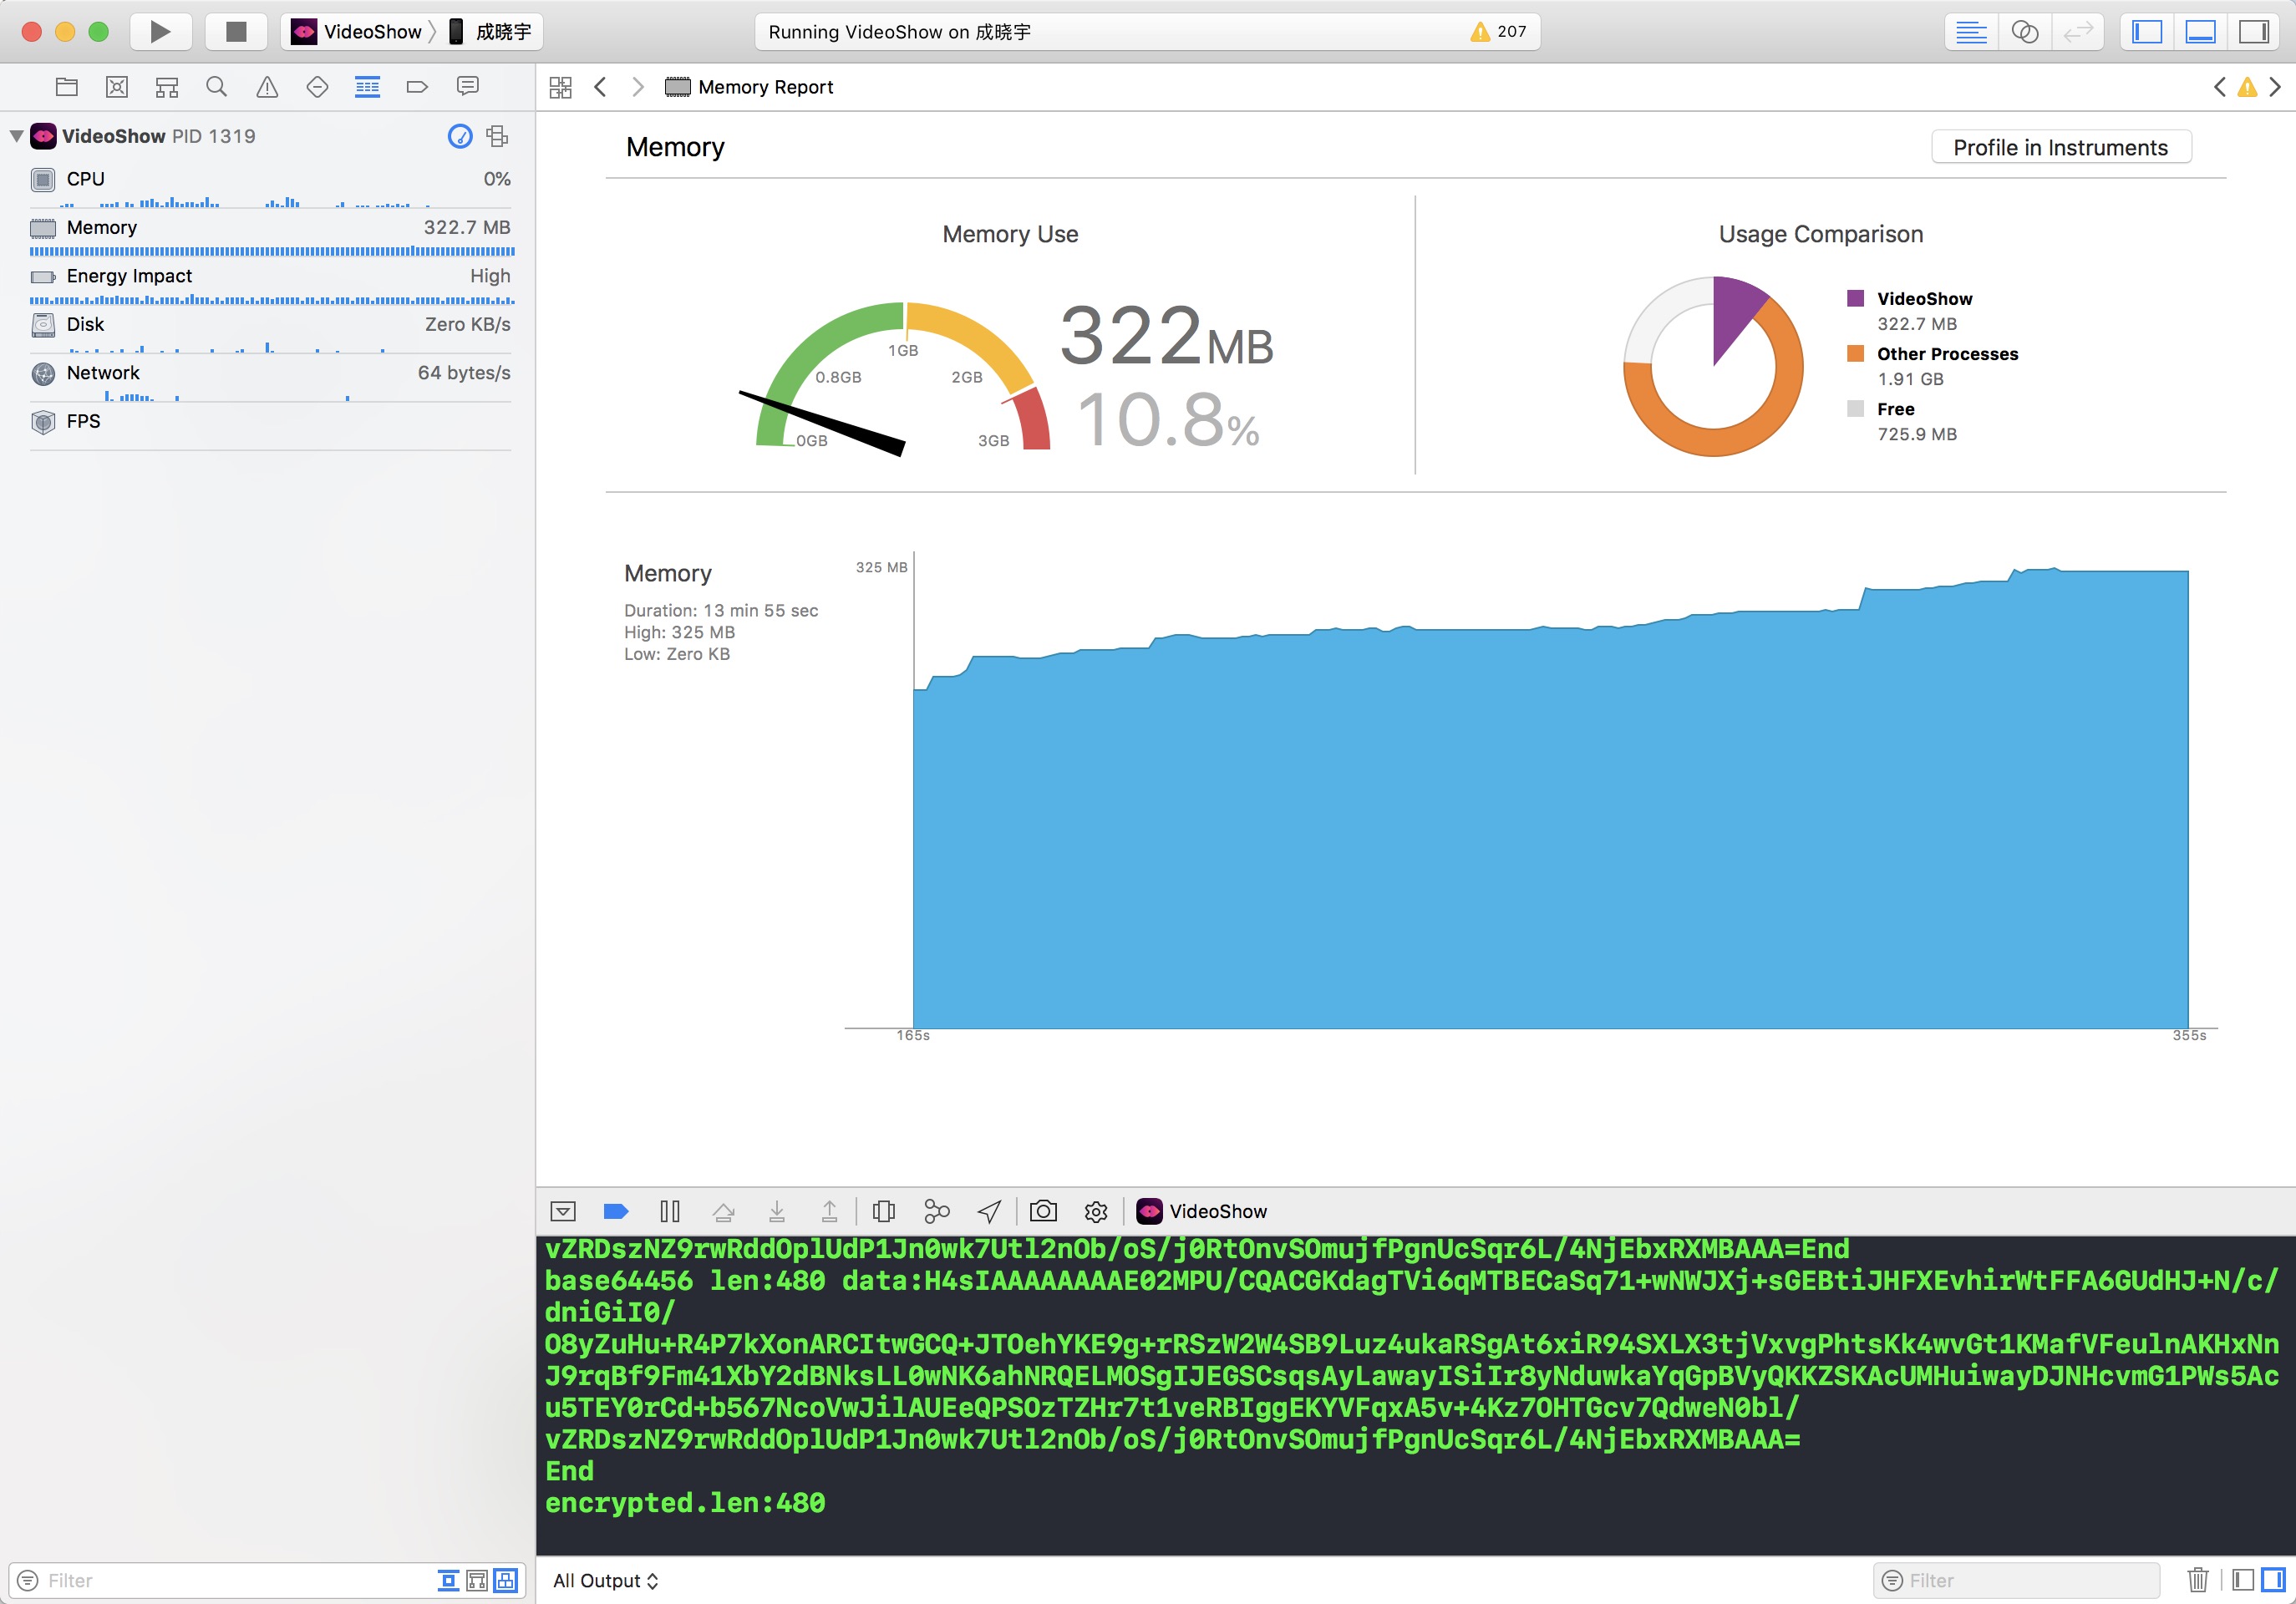 VideoShow 成晓宇
Running VideoShow on 成晓宇
207
Memory Report
VideoShow PID 1319
CPU 0%
Memory 322.7 MB
Energy Impact High
Disk Zero KB/s
Network 64 bytes/s
FPS
Memory
Profile in Instruments
Memory Use
0GB
0.8GB
1GB
2GB
3GB
322MB
10.8%
Usage Comparison
VideoShow
322.7 MB
Other Processes
1.91 GB
Free
725.9 MB
Memory
Duration: 13 min 55 sec
High: 325 MB
Low: Zero KB
325 MB
165s
355s
VideoShow
vZRDszNZ9rwRddOplUdP1Jn0wk7Utl2nOb/oS/j0RtOnvSOmujfPgnUcSqr6L/4NjEbxRXMBAAA=End
base64456 len:480 data:H4sIAAAAAAAAE02MPU/CQACGKdagTVi6qMTBECaSq71+wNWJXj+sGEBtiJHFXEvhirWtFFA6GUdHJ+N/c/
dniGiI0/
O8yZuHu+R4P7kXonARCItwGCQ+JTOehYKE9g+rRSzW2W4SB9Luz4ukaRSgAt6xiR94SXLX3tjVxvgPhtsKk4wvGt1KMafVFeulnAKHxNn
J9rqBf9Fm41XbY2dBNksLL0wNK6ahNRQELMOSgIJEGSCsqsAyLawayISiIr8yNduwkaYqGpBVyQKKZSKAcUMHuiwayDJNHcvmG1PWs5Ac
u5TEY0rCd+b567NcoVwJilAUEeQPSOzTZHr7t1veRBIggEKYVFqxA5v+4Kz7OHTGcv7QdweN0bl/
vZRDszNZ9rwRddOplUdP1Jn0wk7Utl2nOb/oS/j0RtOnvSOmujfPgnUcSqr6L/4NjEbxRXMBAAA=
End
encrypted.len:480
Filter
All Output
Filter